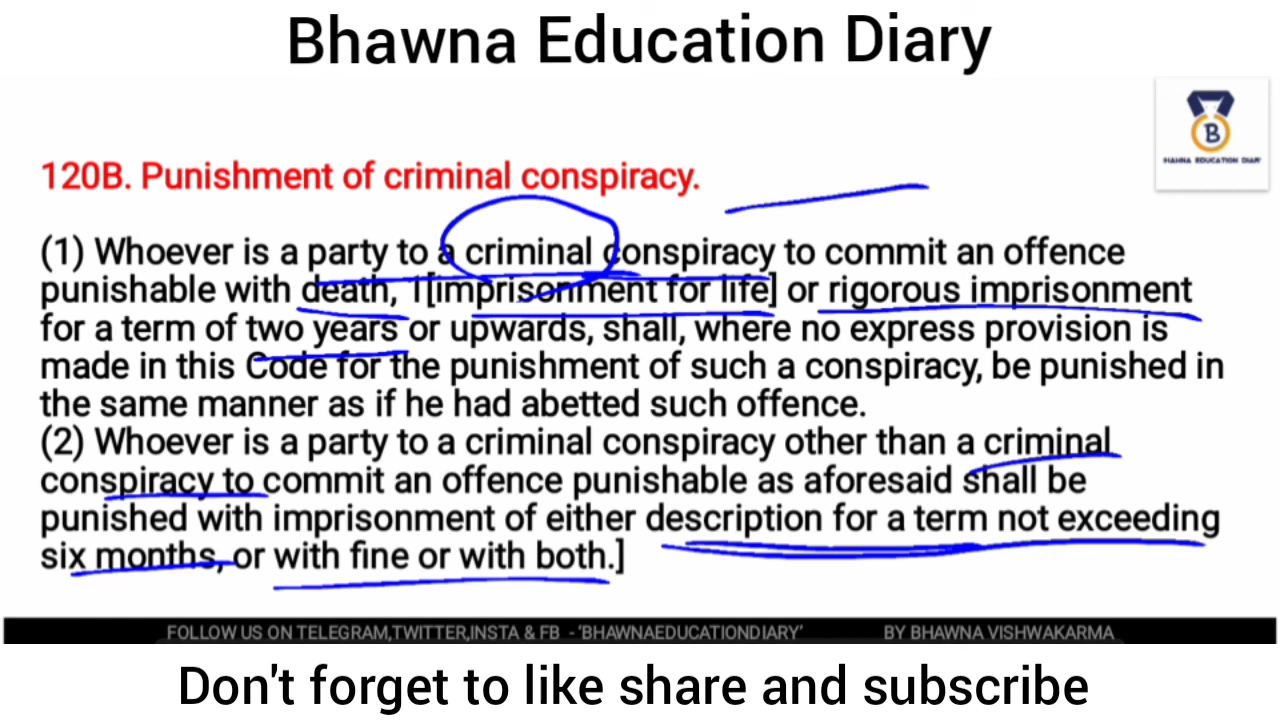 Bhawna Education Diary
B
BHAWNA EDUCATION DIARY
120B. Punishment of criminal conspiracy.
(1) Whoever is a party to a criminal conspiracy to commit an offence
punishable with death, 1[imprisonment for life] or rigorous imprisonment
for a term of two years or upwards, shall, where no express provision is
made in this Code for the punishment of such a conspiracy, be punished in
the same manner as if he had abetted such offence.
(2) Whoever is a party to a criminal conspiracy other than a criminal
conspiracy to commit an offence punishable as aforesaid shall be
punished with imprisonment of either description for a term not exceeding
six months, or with fine or with both.]
FOLLOW US ON TELEGRAM,TWITTER,INSTA & FB - 'BHAWNAEDUCATIONDIARY' BY BHAWNA VISHWAKARMA
Don't forget to like share and subscribe